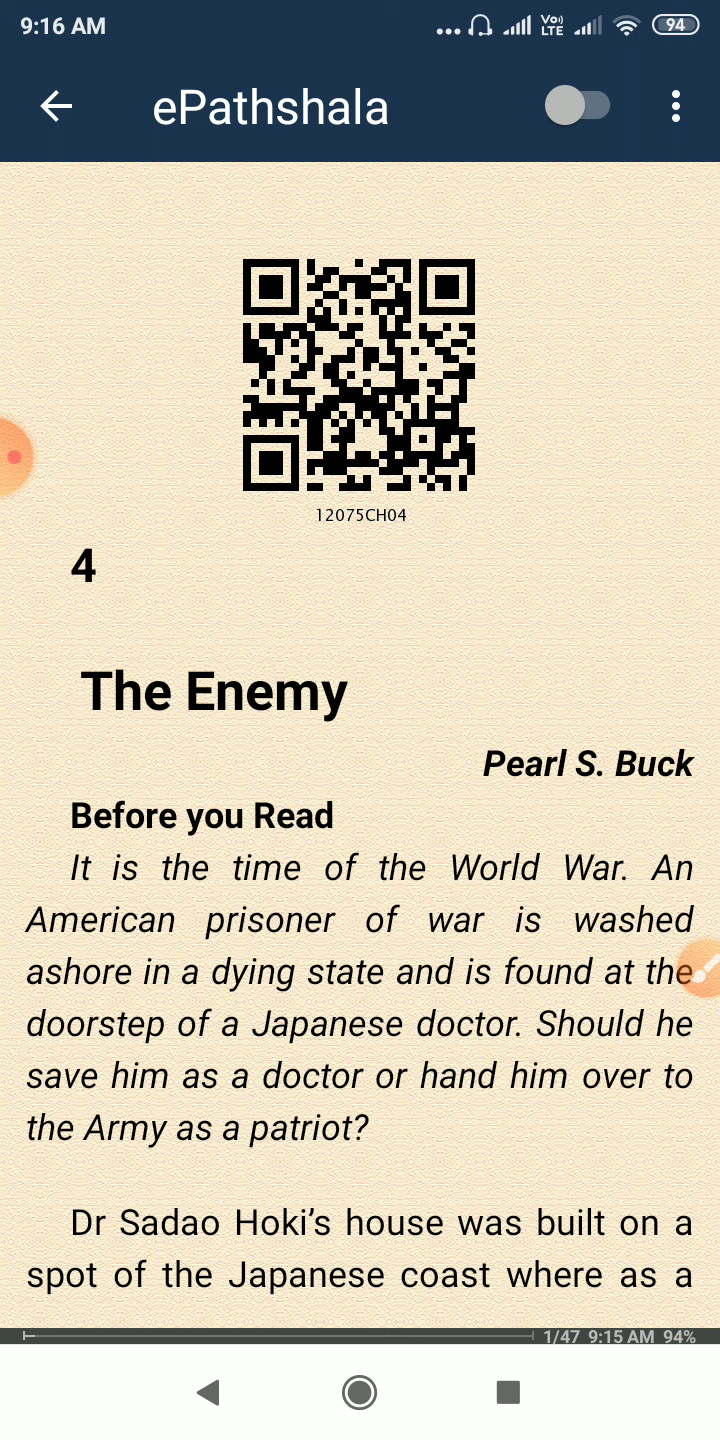 9:16 AM
Vo)) LTE
94
ePathshala
12075CH04
4
The Enemy
Pearl S. Buck
Before you Read
It is the time of the World War. An
American prisoner of war is washed
ashore in a dying state and is found at the
doorstep of a Japanese doctor. Should he
save him as a doctor or hand him over to
the Army as a patriot?
Dr Sadao Hoki’s house was built on a
spot of the Japanese coast where as a
1/47 9:15 AM 94%